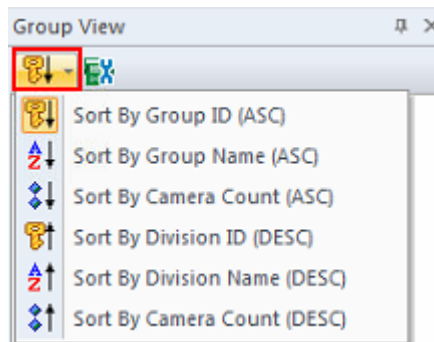 Group View
Sort By Group ID (ASC)
Sort By Group Name (ASC)
Sort By Camera Count (ASC)
Sort By Division ID (DESC)
Sort By Division Name (DESC)
Sort By Camera Count (DESC)